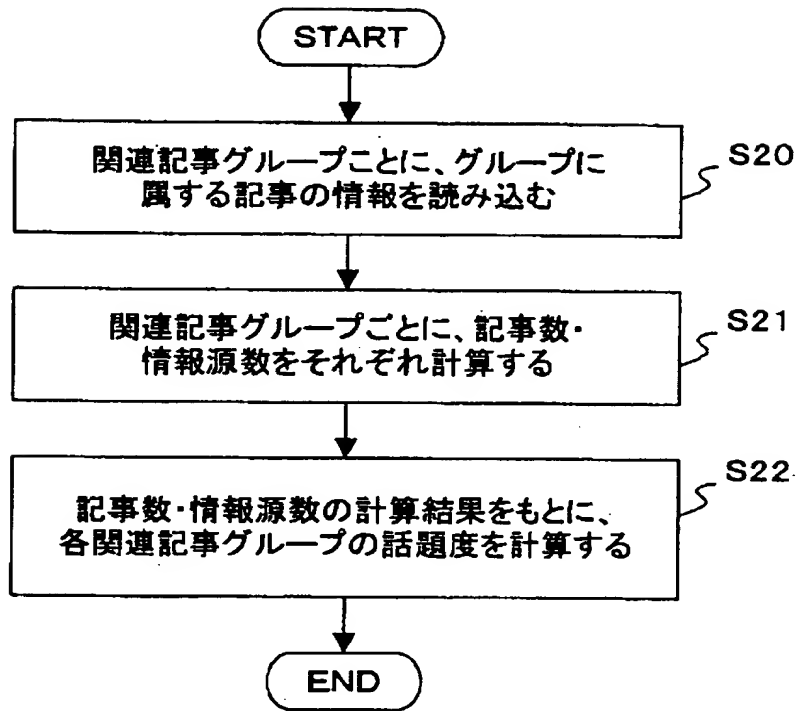 START
関連記事グループことに、グループに
属する記事の情報を読み込む
S20
関連記事グループごとに、記事数・
情報源数をそれぞれ計算する
S21
記事数・情報源数の計算結果をもとに、
各関連記事グループの話題度を計算する
S22
END